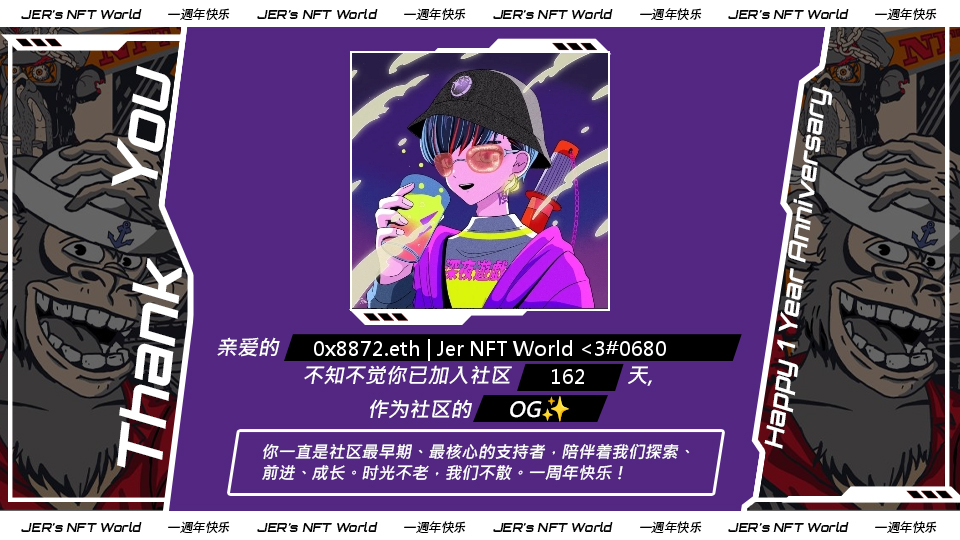 JER's NFT World 一週年快乐 JER's NFT World 一週年快乐 JER's NFT World 一週年快乐 JER's NFT World 一週年快乐
Thank You
Happy 1 Year Anniversary
亲爱的 0x8872.eth | Jer NFT World <3#0680
不知不觉你已加入社区 162 天,
作为社区的 OG✨
你一直是社区最早期、最核心的支持者，陪伴着我们探索、
前进、成长。时光不老，我们不散。一周年快乐！
JER's NFT World 一週年快乐 JER's NFT World 一週年快乐 JER's NFT World 一週年快乐 JER's NFT World 一週年快乐